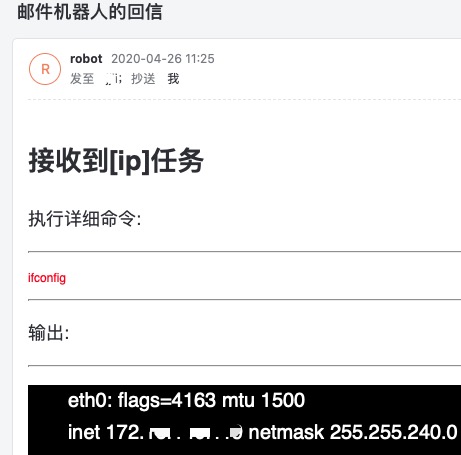 邮件机器人的回信
R
robot 2020-04-26 11:25
发至 i; 抄送 我
接收到[ip]任务
执行详细命令:
ifconfig
输出:
eth0: flags=4163 mtu 1500
inet 172. . . netmask 255.255.240.0